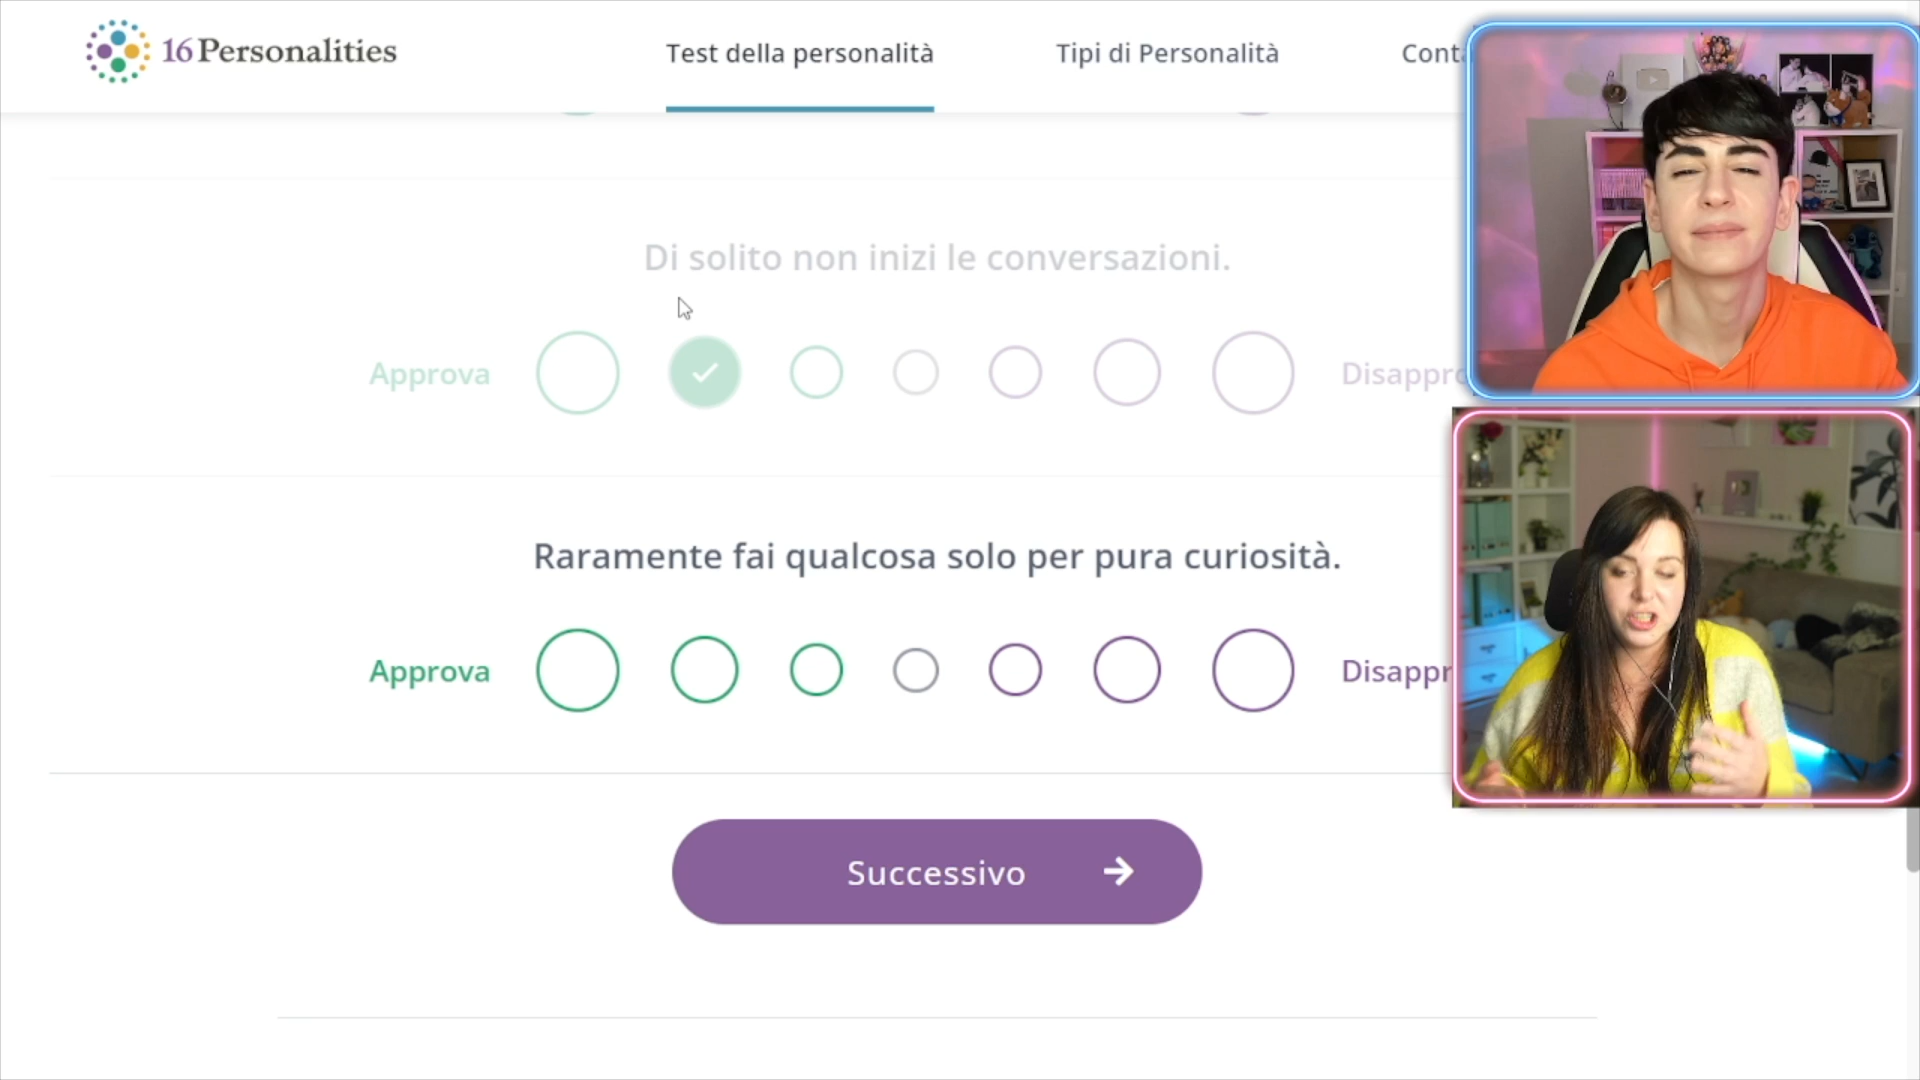 16Personalities
Test della personalità
Tipi di Personalità
Di solito non inizi le conversazioni.
Approva
Raramente fai qualcosa solo per pura curiosità.
Approva
Successivo